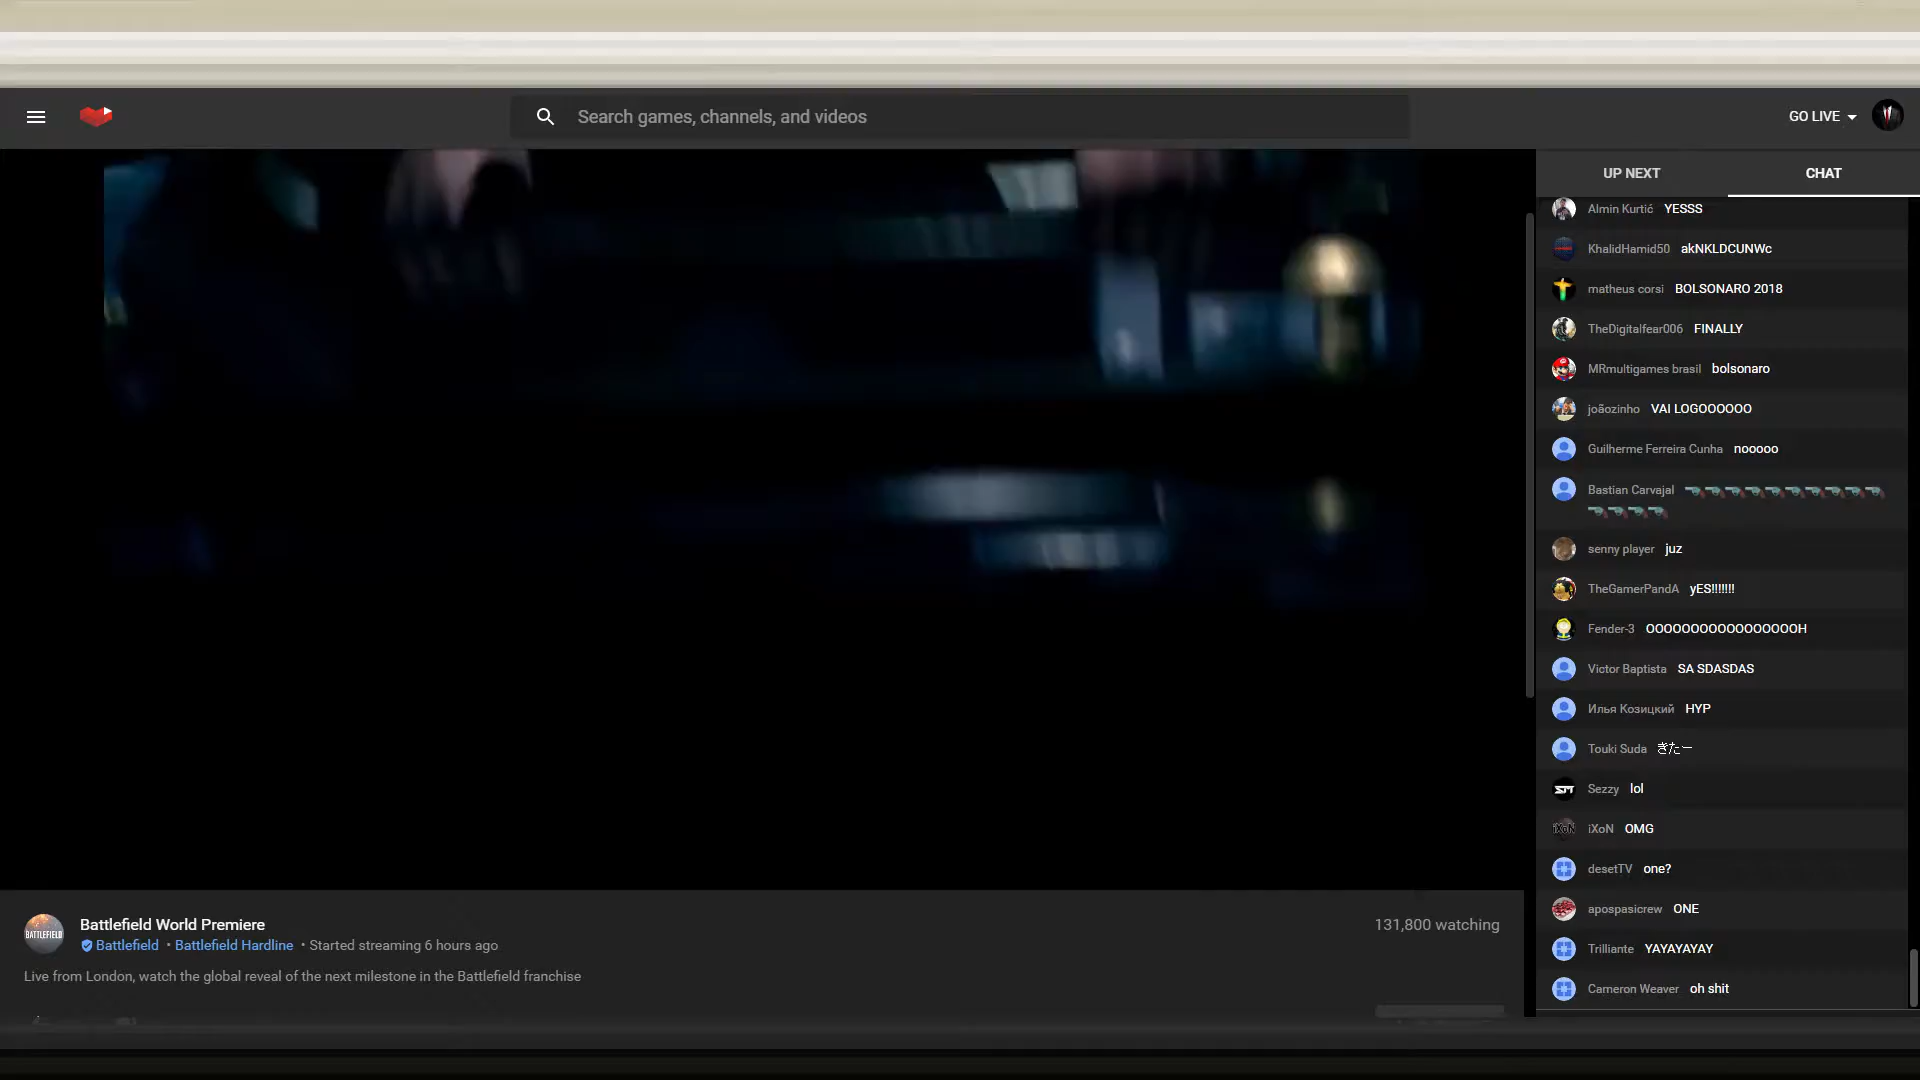 Search games, channels, and videos
GO LIVE
UP NEXT
CHAT
Almin Kurtić YESSS
KhalidHamid50 akNKLDCUNWc
matheus corsi BOLSONARO 2018
TheDigitalfear006 FINALLY
MRmultigames brasil bolsonaro
joãozinho VAI LOGOOOOOO
Guilherme Ferreira Cunha nooooo
Bastian Carvajal
senny player juz
TheGamerPandA yES!!!!!!!
Fender-3 OOOOOOOOOOOOOOOOOH
Victor Baptista SA SDASDAS
Илья Козицкий HYP
Touki Suda きたー
Sezzy lol
iXoN OMG
desetTV one?
apospasicrew ONE
Trilliante YAYAYAYAY
Cameron Weaver oh shit
BATTLEFIELD
Battlefield World Premiere
131,800 watching
Battlefield • Battlefield Hardline • Started streaming 6 hours ago
Live from London, watch the global reveal of the next milestone in the Battlefield franchise